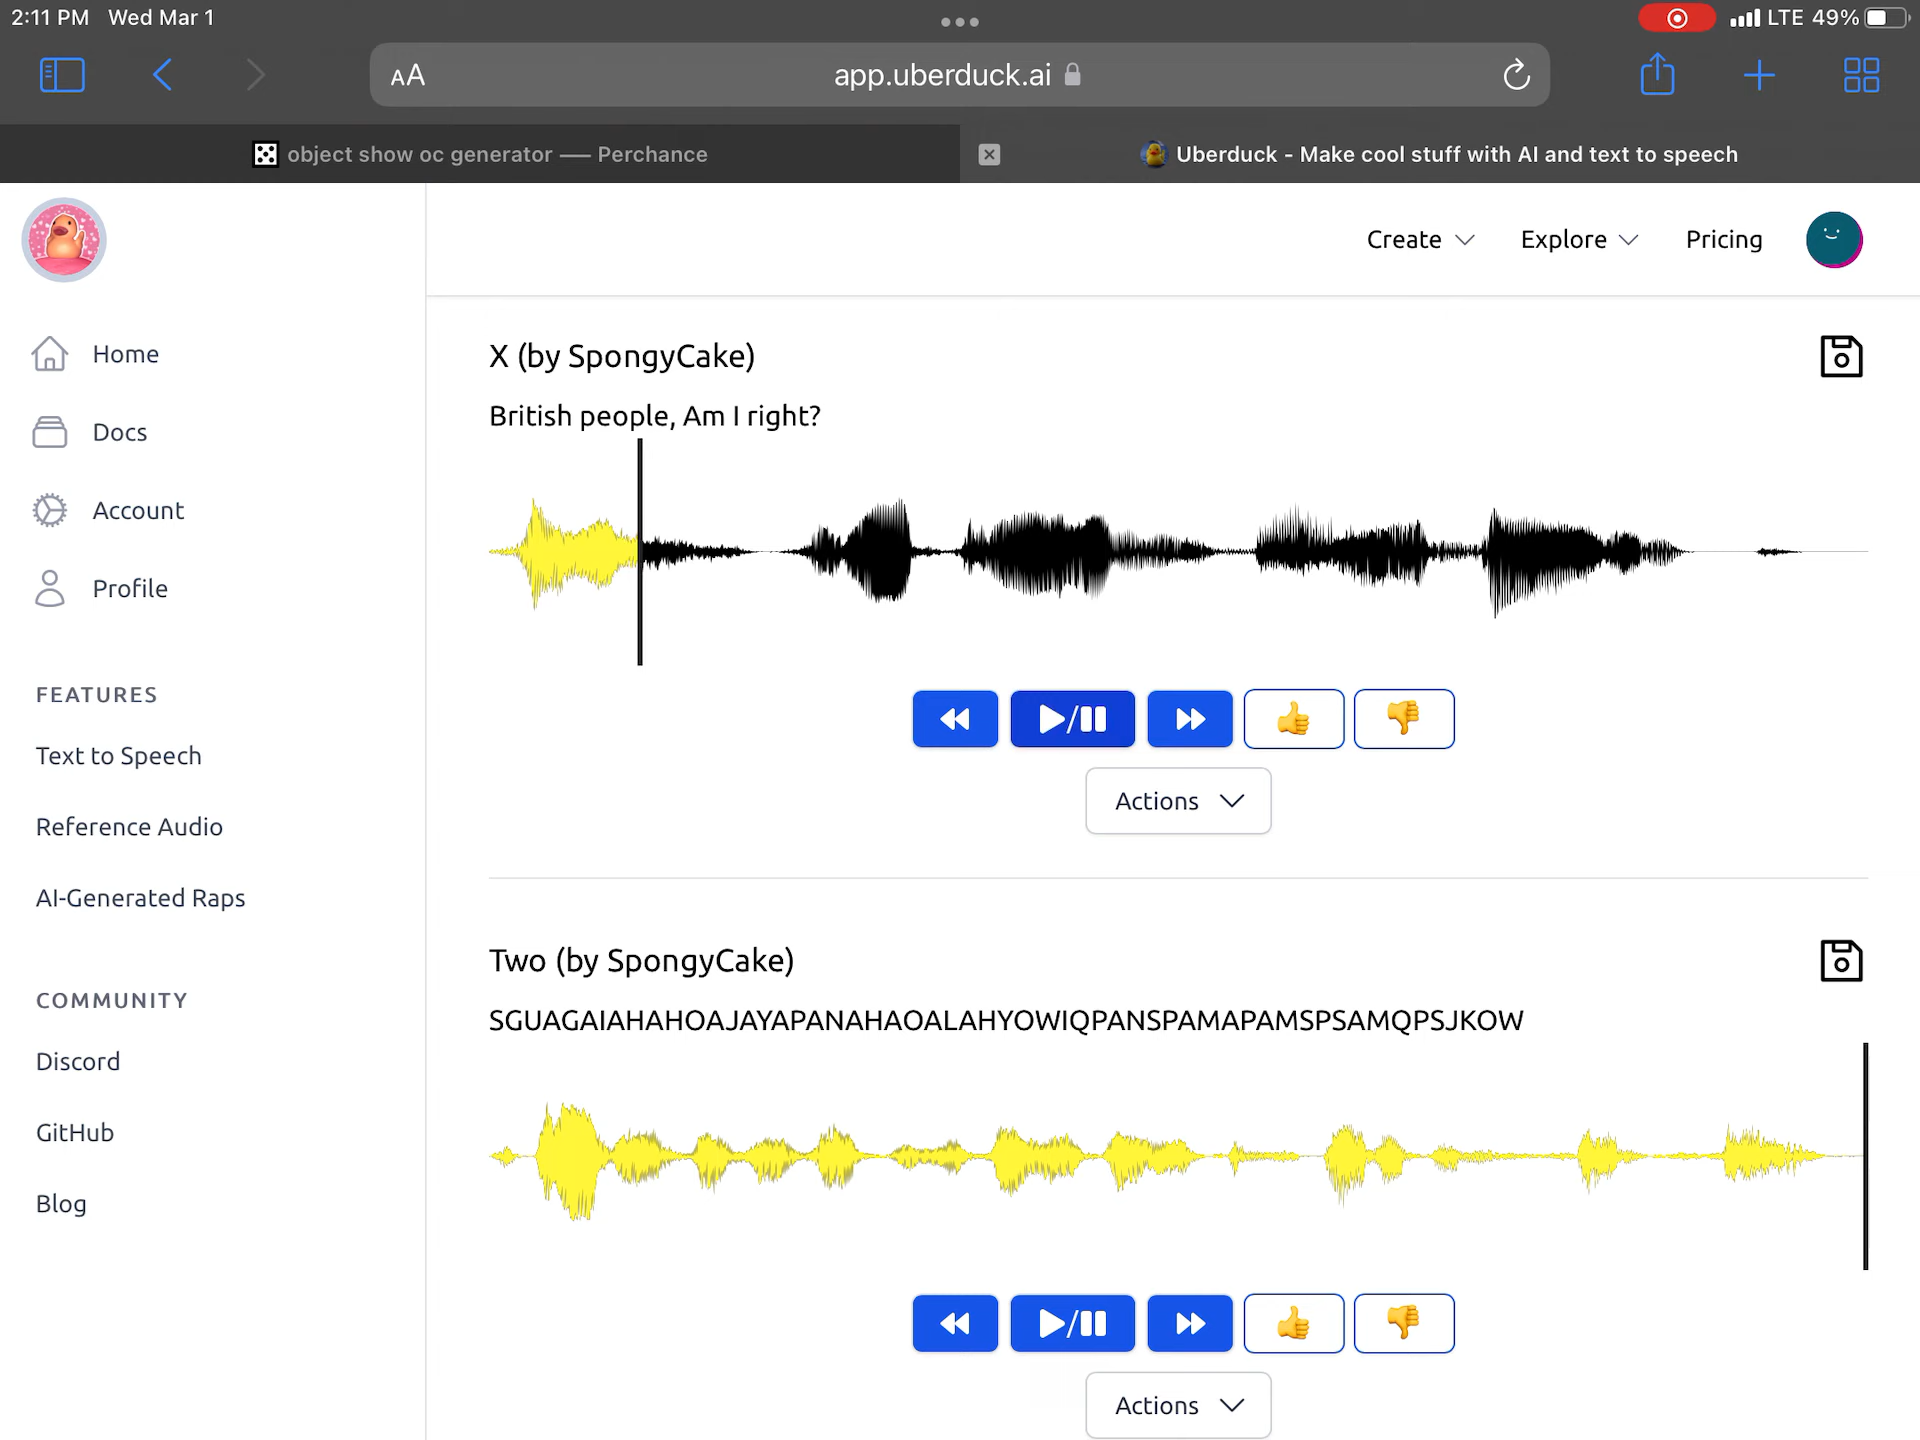 2:11 PM Wed Mar 1
LTE 49%
AA
app.uberduck.ai
object show oc generator —— Perchance
Uberduck - Make cool stuff with AI and text to speech
Create
Explore
Pricing
Home
Docs
Account
Profile
FEATURES
Text to Speech
Reference Audio
AI-Generated Raps
COMMUNITY
Discord
GitHub
Blog
X (by SpongyCake)
British people, Am I right?
Actions
Two (by SpongyCake)
SGUAGAIAHAHOAJAYAPANAHAOALAHYOWIQPANSPAMAPAMSPSAMQPSJKOW
Actions